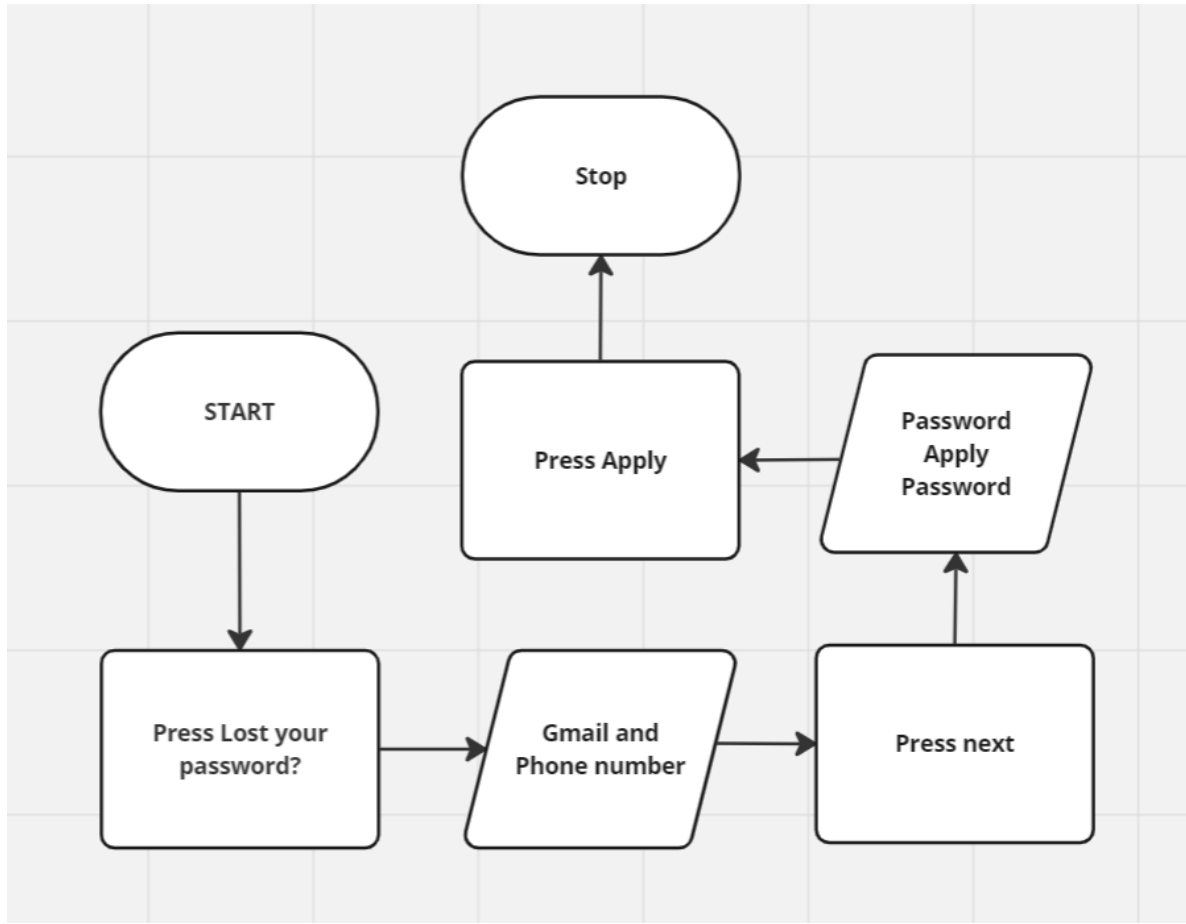 START
Press Lost your
password?
Gmail and
Phone number
Press next
Password
Apply
Password
Press Apply
Stop